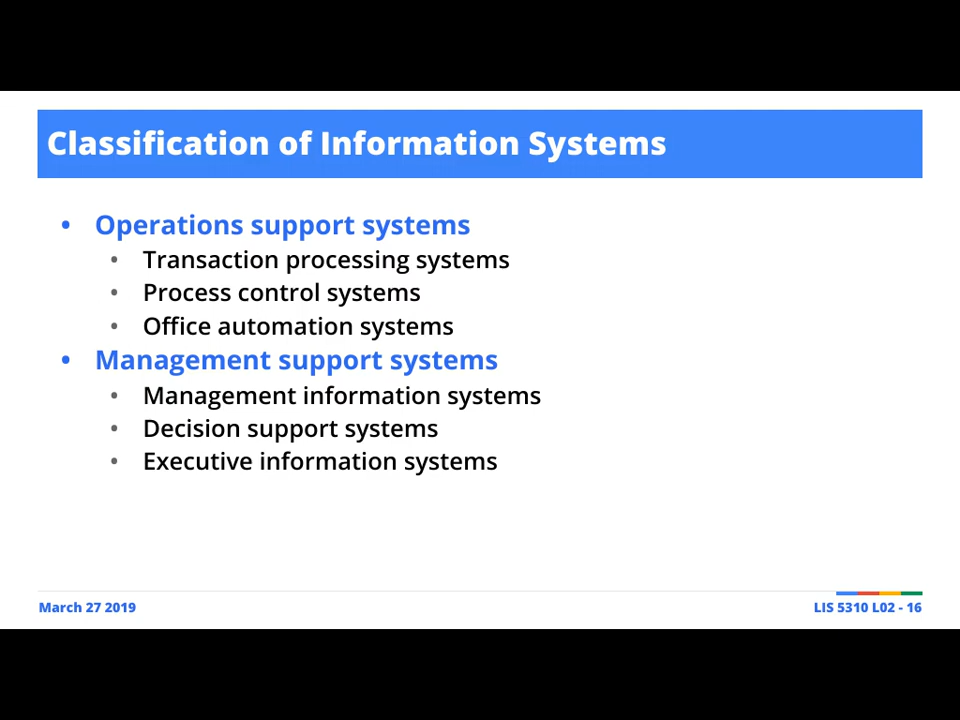 Classification of Information Systems
• Operations support systems
• Transaction processing systems
• Process control systems
• Office automation systems
• Management support systems
• Management information systems
• Decision support systems
• Executive information systems
March 27 2019
LIS 5310 L02 - 16